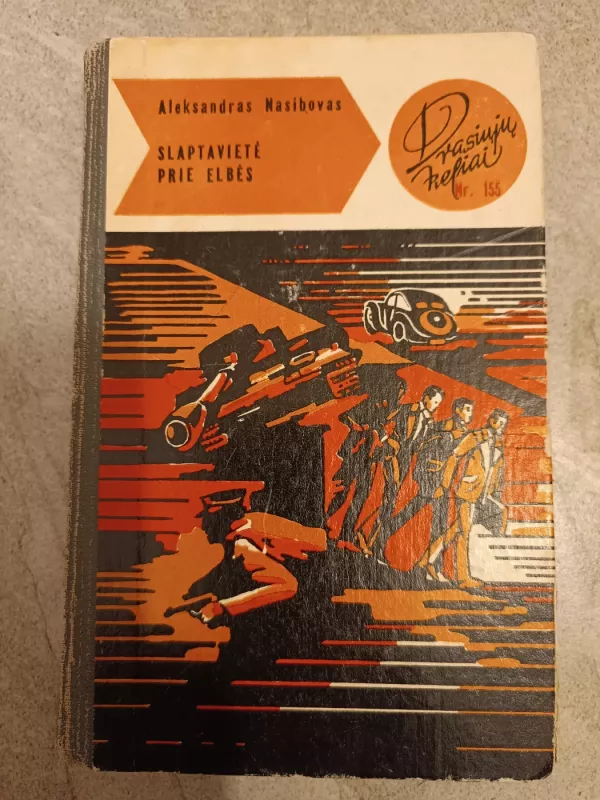 Aleksandras Nasibovas
SLAPTAVIETĖ
PRIE ELBĖS
Drąsiųjų
keliai
Nr. 155